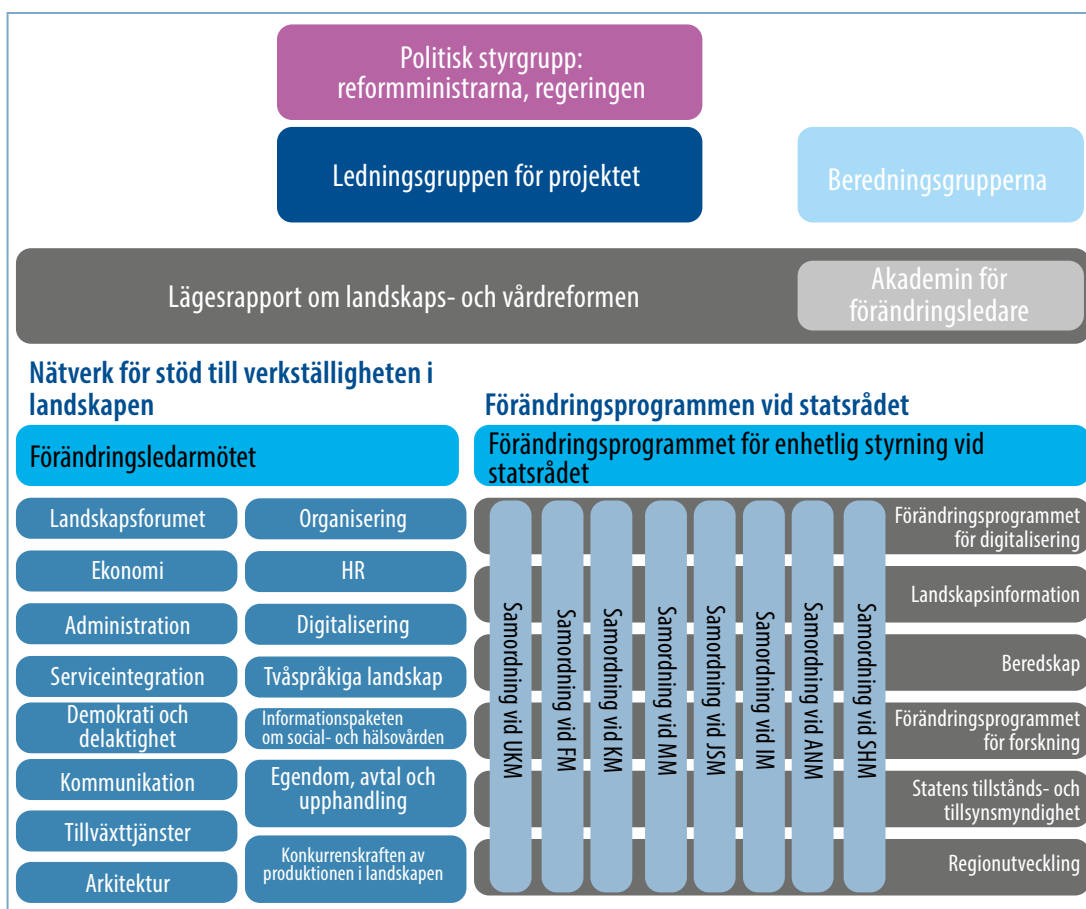 Politisk styrgrupp:
reformministrarna, regeringen
Ledningsgruppen för projektet
Beredningsgrupperna
Lägesrapport om landskaps- och vårdreformen
Akademin för
förändringsledare
Nätverk för stöd till verkställigheten i
landskapen
Förändringsledarmötet
Landskapsforumet
Ekonomi
Administration
Serviceintegration
Demokrati och
delaktighet
Kommunikation
Tillväxttjänster
Arkitektur
Organisering
HR
Digitalisering
Tvåspråkiga landskap
Informationspaketen
om social- och hälsovården
Egendom, avtal och
upphandling
Konkurrenskraften av
produktionen i landskapen
Förändringsprogrammen vid statsrådet
Förändringsprogrammet för enhetlig styrning vid
statsrådet
Samordning vid UKM
Samordning vid FM
Samordning vid KM
Samordning vid MM
Samordning vid JSM
Samordning vid IM
Samordning vid ANM
Samordning vid SHM
Förändringsprogrammet
för digitalisering
Landskapsinformation
Beredskap
Förändringsprogrammet
för forskning
Statens tillstånds- och
tillsynsmyndighet
Regionutveckling